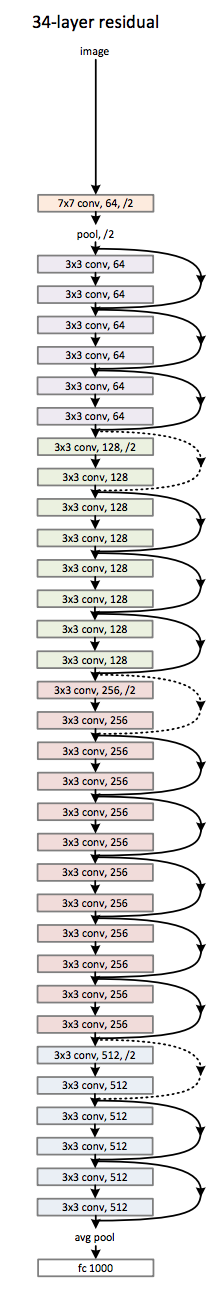 34-layer residual
image
7x7 conv, 64, /2
pool, /2
3x3 conv, 64
3x3 conv, 64
3x3 conv, 64
3x3 conv, 64
3x3 conv, 64
3x3 conv, 64
3x3 conv, 128, /2
3x3 conv, 128
3x3 conv, 128
3x3 conv, 128
3x3 conv, 128
3x3 conv, 128
3x3 conv, 128
3x3 conv, 128
3x3 conv, 256, /2
3x3 conv, 256
3x3 conv, 256
3x3 conv, 256
3x3 conv, 256
3x3 conv, 256
3x3 conv, 256
3x3 conv, 256
3x3 conv, 256
3x3 conv, 256
3x3 conv, 256
3x3 conv, 256
3x3 conv, 512, /2
3x3 conv, 512
3x3 conv, 512
3x3 conv, 512
3x3 conv, 512
3x3 conv, 512
avg pool
fc 1000